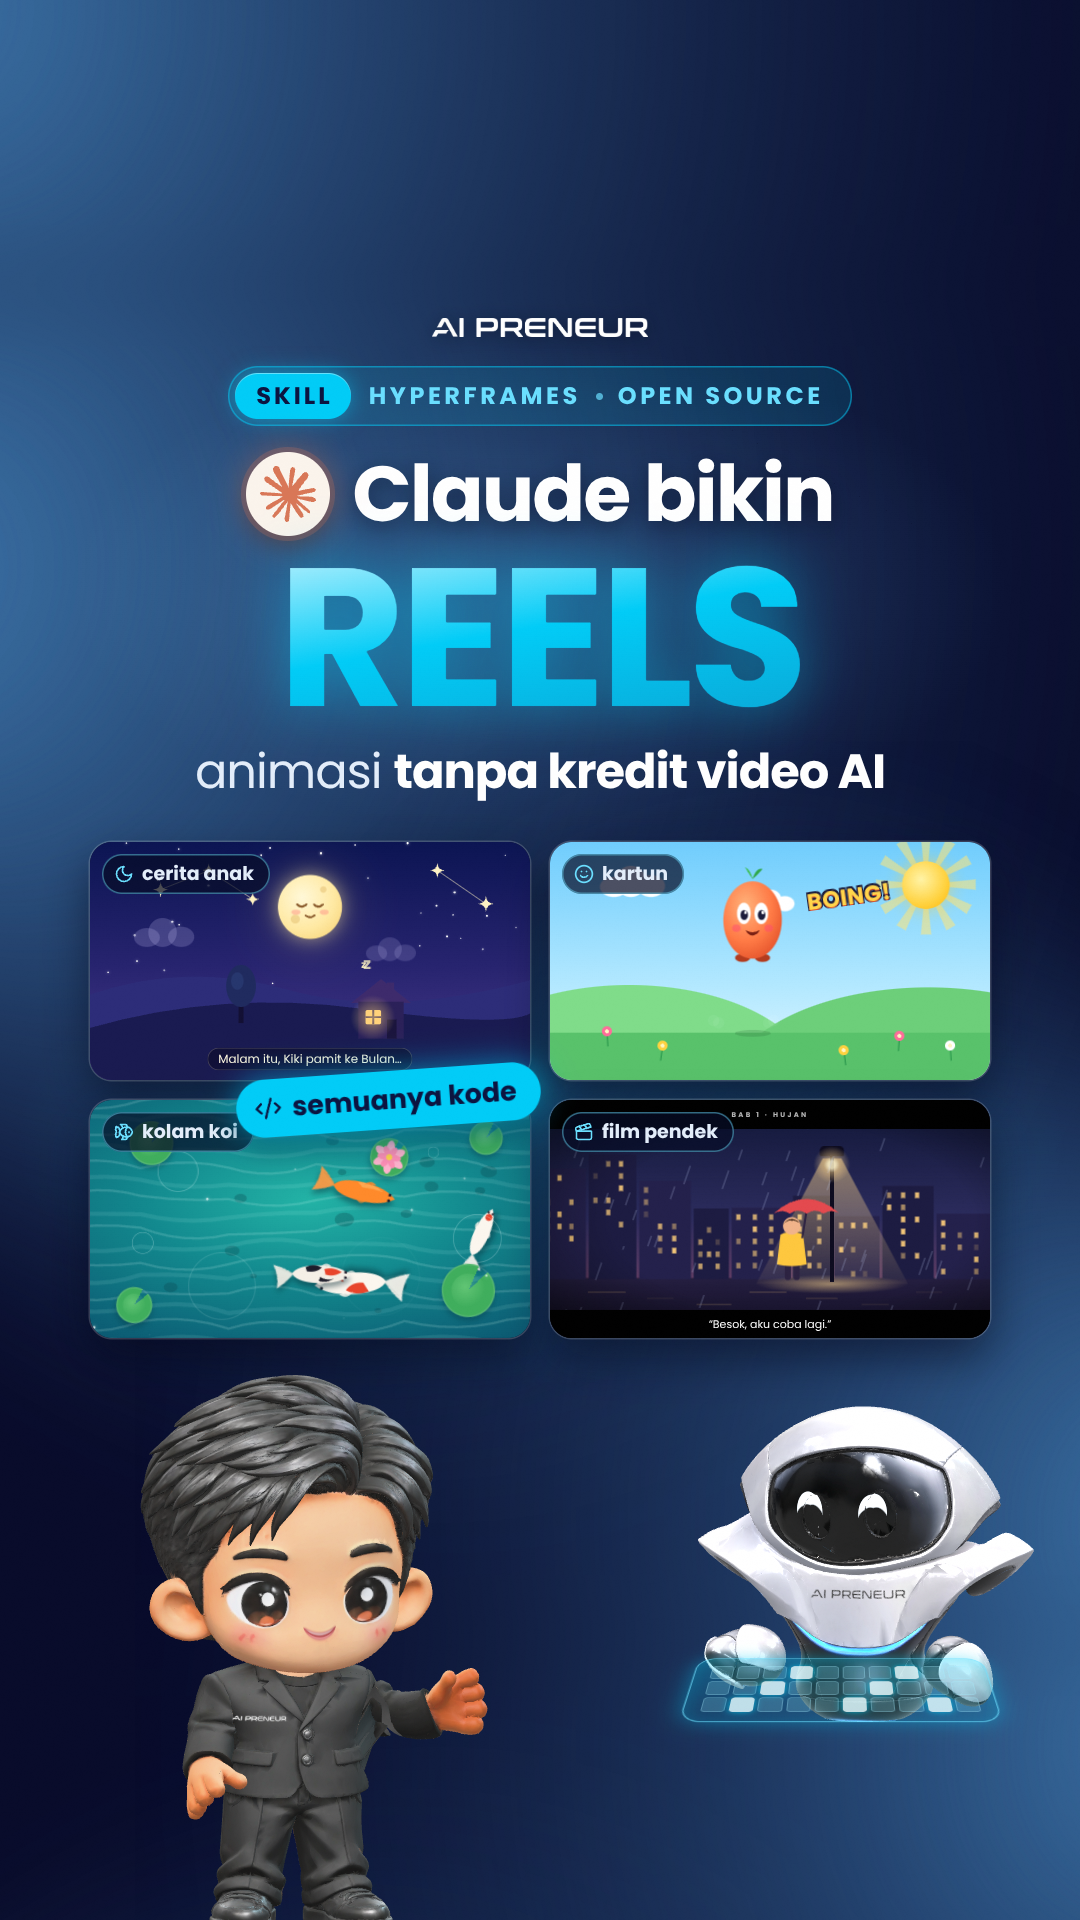 AI PRENEUR
SKILL HYPERFRAMES • OPEN SOURCE
Claude bikin
REELS
animasi tanpa kredit video AI
cerita anak
z
Malam itu, Kiki pamit ke Bulan...
kartun
BOING!
</> semuanya kode
kolam koi
BAB 1 · HUJAN
film pendek
“Besok, aku coba lagi.”
AI PRENEUR
AI PRENEUR